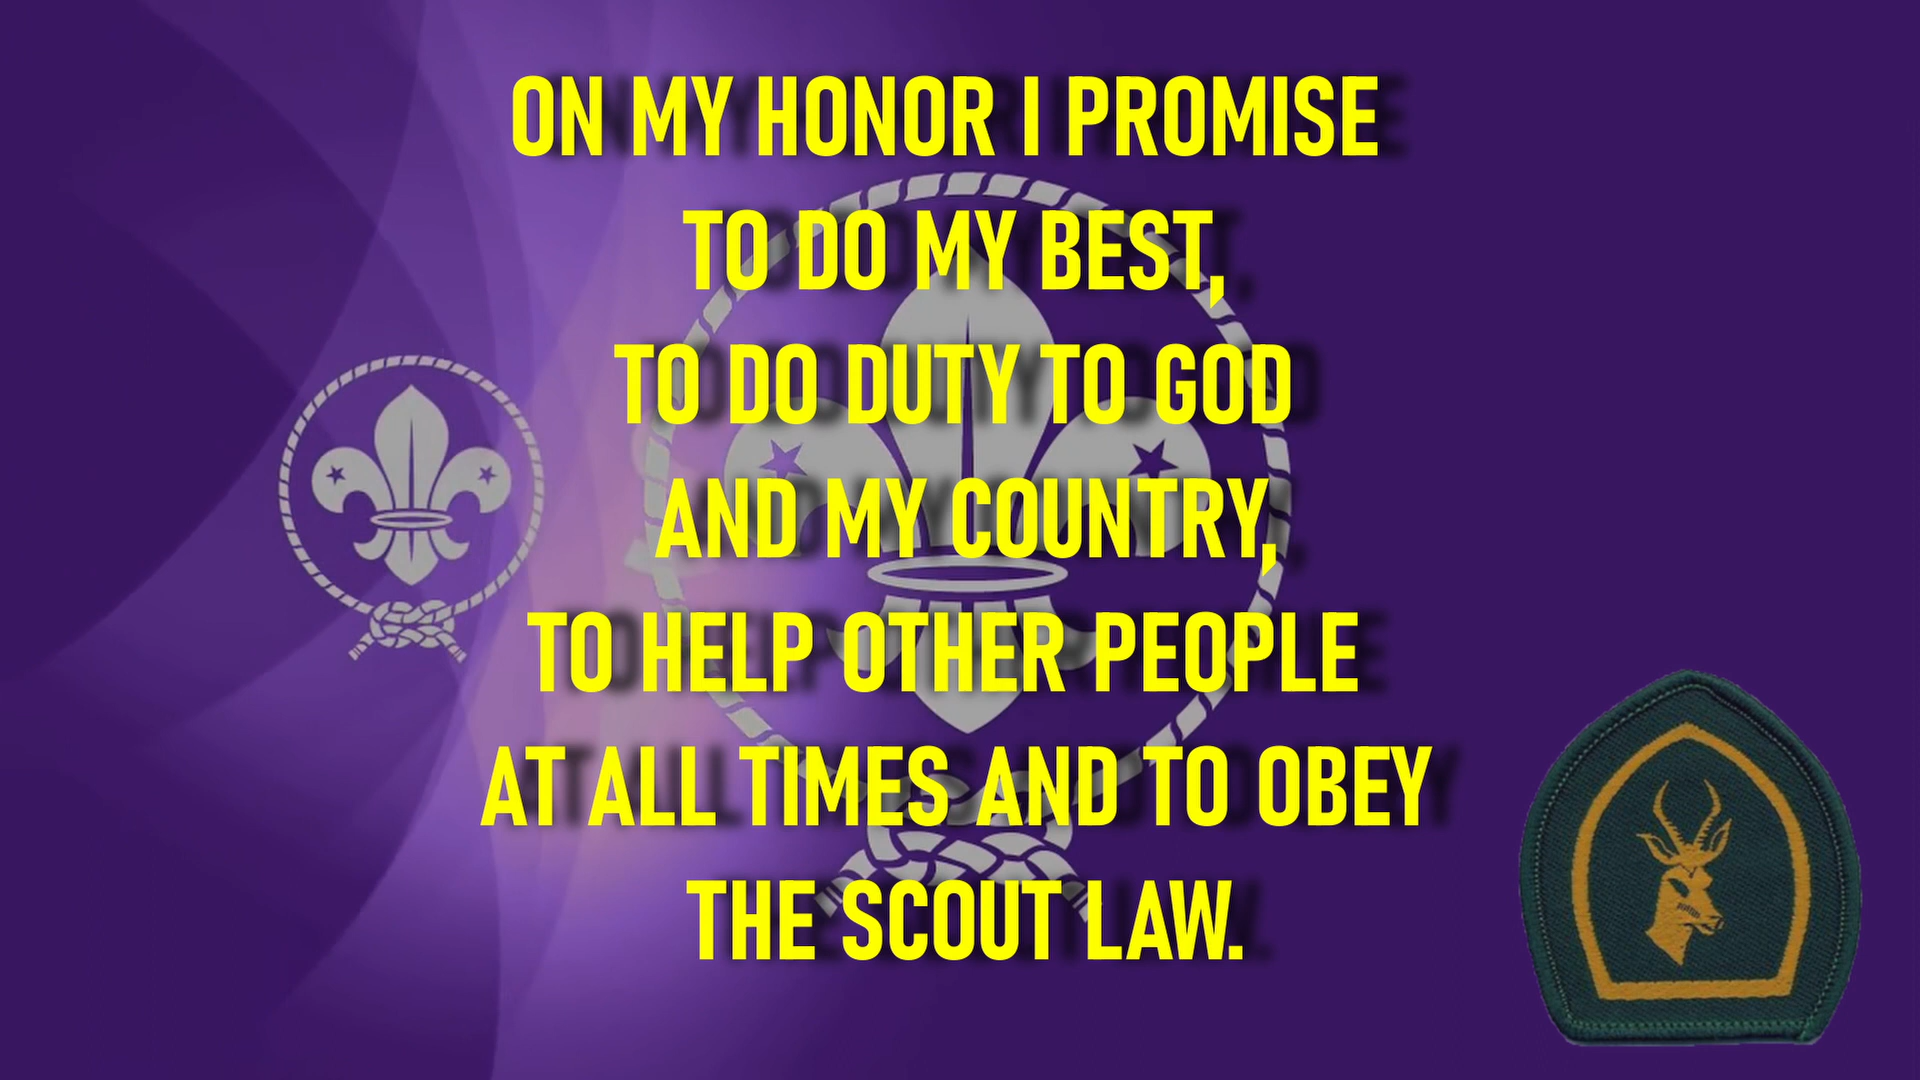 ON MY HONOR I PROMISE
TO DO MY BEST,
TO DO DUTY TO GOD
AND MY COUNTRY,
TO HELP OTHER PEOPLE
AT ALL TIMES AND TO OBEY
THE SCOUT LAW.